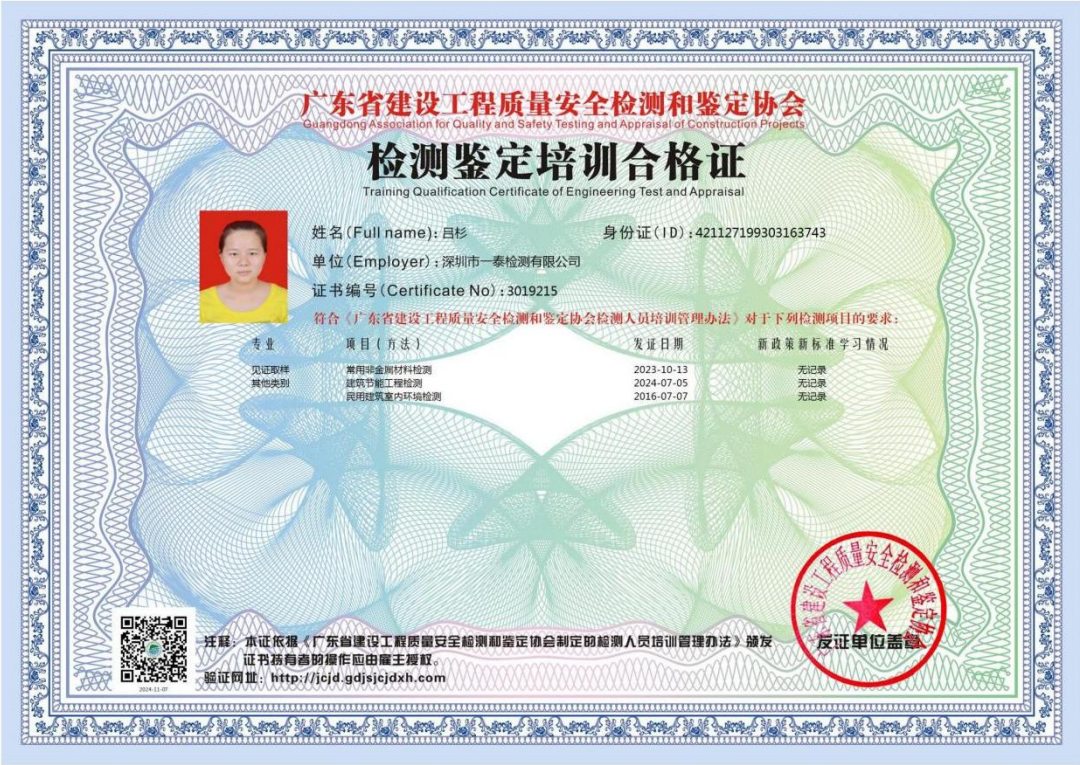 广东省建设工程质量安全检测和鉴定协会
Guangdong Association for Quality and Safety Testing and Appraisal of Construction Projects
检测鉴定培训合格证
Training Qualification Certificate of Engineering Test and Appraisal
姓名(Full name): 吕杉 身份证(ID): 421127199303163743
单位(Employer): 深圳市一泰检测有限公司
证书编号(Certificate No): 3019215
符合《广东省建设工程质量安全检测和鉴定协会检测人员培训管理办法》对于下列检测项目的要求:
专业 项目(方法) 发证日期 新政策新标准学习情况
见证取样 常用非金属材料检测 2023-10-13 无记录
其他类别 建筑节能工程检测 2024-07-05 无记录
民用建筑室内环境检测 2016-07-07 无记录
建设工程质量安全检测和鉴定协会
发证单位盖章
注释: 本证依据《广东省建设工程质量安全检测和鉴定协会制定的检测人员培训管理办法》颁发
证书持有者的操作应由雇主授权。
验证网址: http://jcjd.gdjsjcjdxh.com
2024-11-07